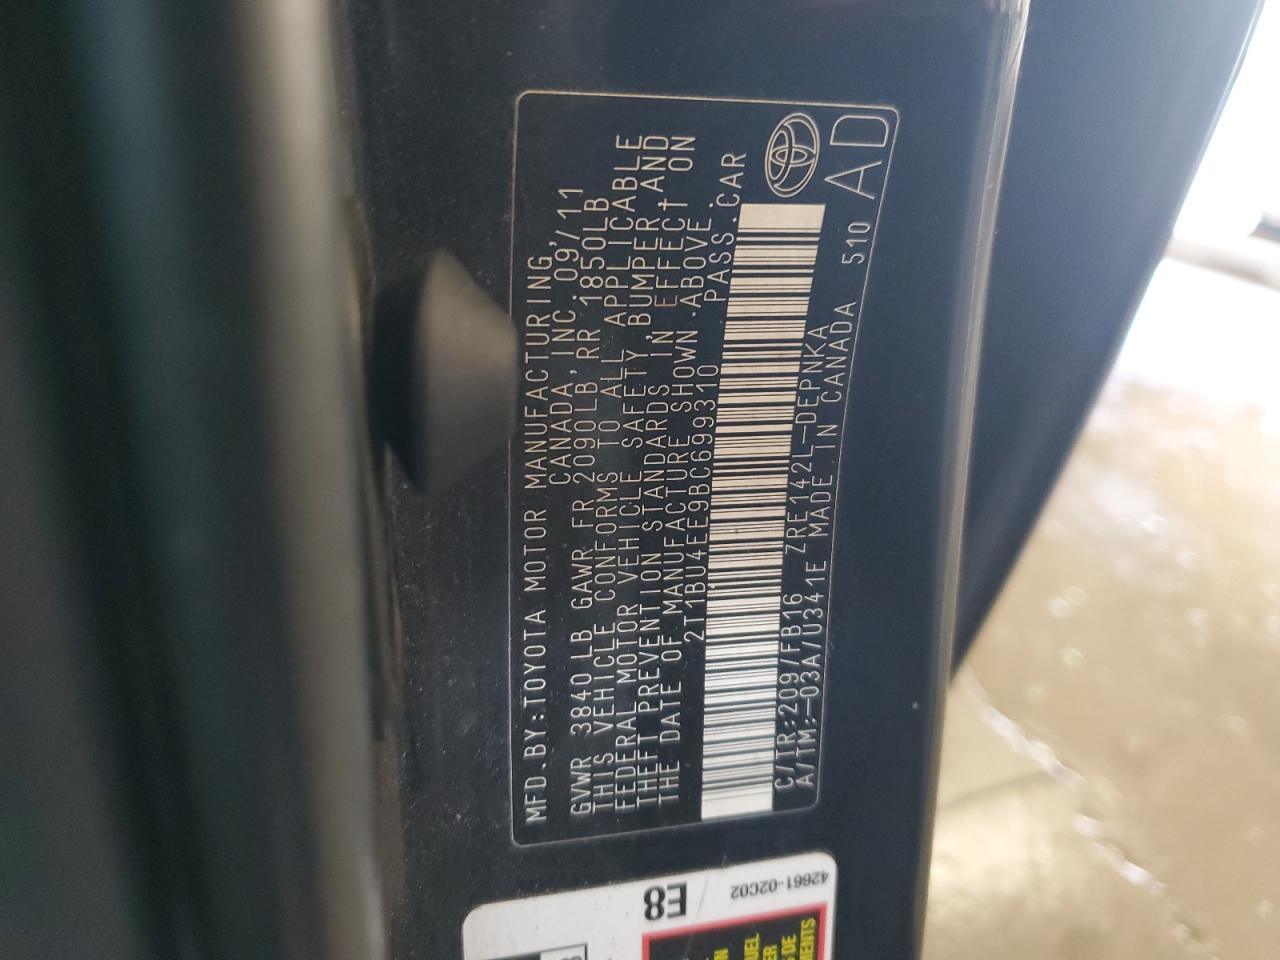 MFD.BY:TOYOTA MOTOR MANUFACTURING,
CANADA,INC. 09/11
GVWR 3840LB GAWR FR 2090LB,RR 1850LB
THIS VEHICLE CONFORMS TO ALL APPLICABLE
FEDERAL MOTOR VEHICLE SAFETY,BUMPER,AND
THEFT PREVENTION STANDARDS IN EFFECT ON
THE DATE OF MANUFACTURE SHOWN ABOVE.
2T1BU4EE9BC699310 PASS.CAR
C/TR:209/FB16 ZRE142L-DEPNKA
A/TM:-03A/U341E MADE IN CANADA 510
AD
E8
42661-02C02